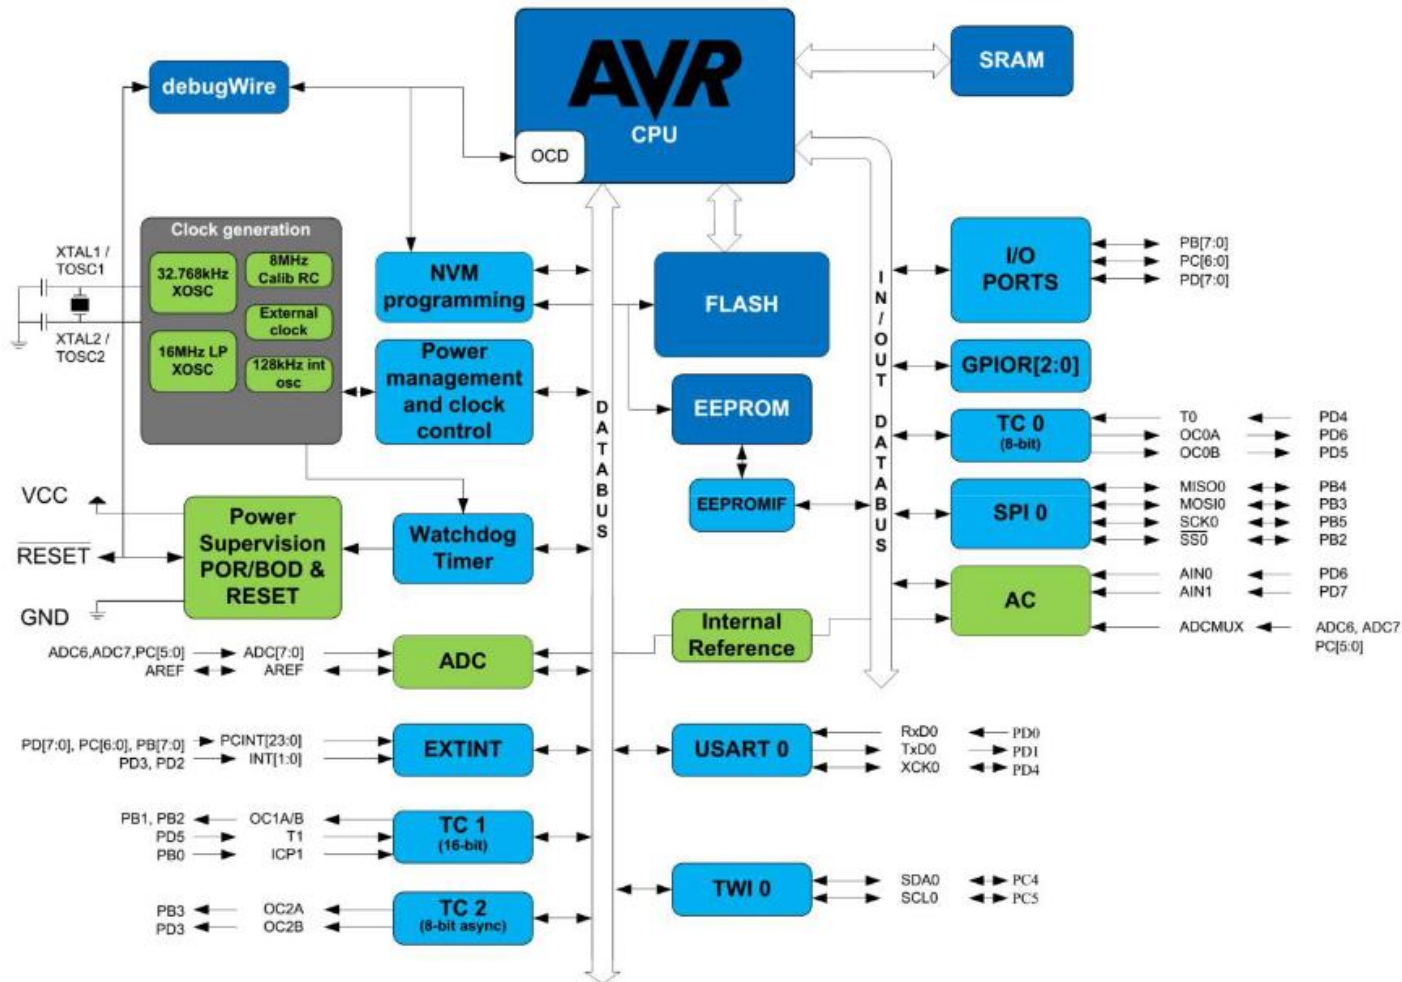 AVR
CPU
OCD
SRAM
debugWire
Clock generation
XTAL1 /
TOSC1
XTAL2 /
TOSC2
32.768kHz
XOSC
8MHz
Calib RC
External
clock
16MHz LP
XOSC
128kHz int
osc
NVM
programming
Power
management
and clock
control
FLASH
EEPROM
EEPROMIF
DATABUS
IN/OUT DATABUS
I/O
PORTS
PB[7:0]
PC[6:0]
PD[7:0]
GPIOR[2:0]
TC 0
(8-bit)
T0 PD4
OC0A PD6
OC0B PD5
SPI 0
MISO0 PB4
MOSI0 PB3
SCK0 PB5
SS0 PB2
AC
AIN0 PD6
AIN1 PD7
ADCMUX ADC6, ADC7
PC[5:0]
VCC
RESET
GND
Power
Supervision
POR/BOD &
RESET
Watchdog
Timer
Internal
Reference
ADC6,ADC7,PC[5:0] ADC[7:0]
AREF AREF
ADC
PD[7:0], PC[6:0], PB[7:0] PCINT[23:0]
PD3, PD2 INT[1:0]
EXTINT
USART 0
RxD0 PD0
TxD0 PD1
XCK0 PD4
PB1, PB2 OC1A/B
PD5 T1
PB0 ICP1
TC 1
(16-bit)
TWI 0
SDA0 PC4
SCL0 PC5
PB3 OC2A
PD3 OC2B
TC 2
(8-bit async)